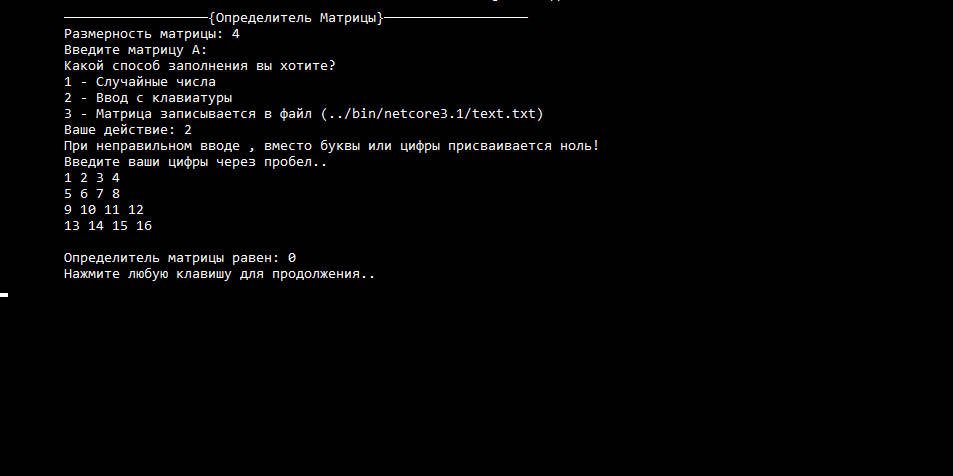 ──────────────────{Определитель Матрицы}──────────────────
Размерность матрицы: 4
Введите матрицу A:
Какой способ заполнения вы хотите?
1 - Случайные числа
2 - Ввод с клавиатуры
3 - Матрица записывается в файл (../bin/netcore3.1/text.txt)
Ваше действие: 2
При неправильном вводе , вместо буквы или цифры присваивается ноль!
Введите ваши цифры через пробел..
1 2 3 4
5 6 7 8
9 10 11 12
13 14 15 16
Определитель матрицы равен: 0
Нажмите любую клавишу для продолжения..